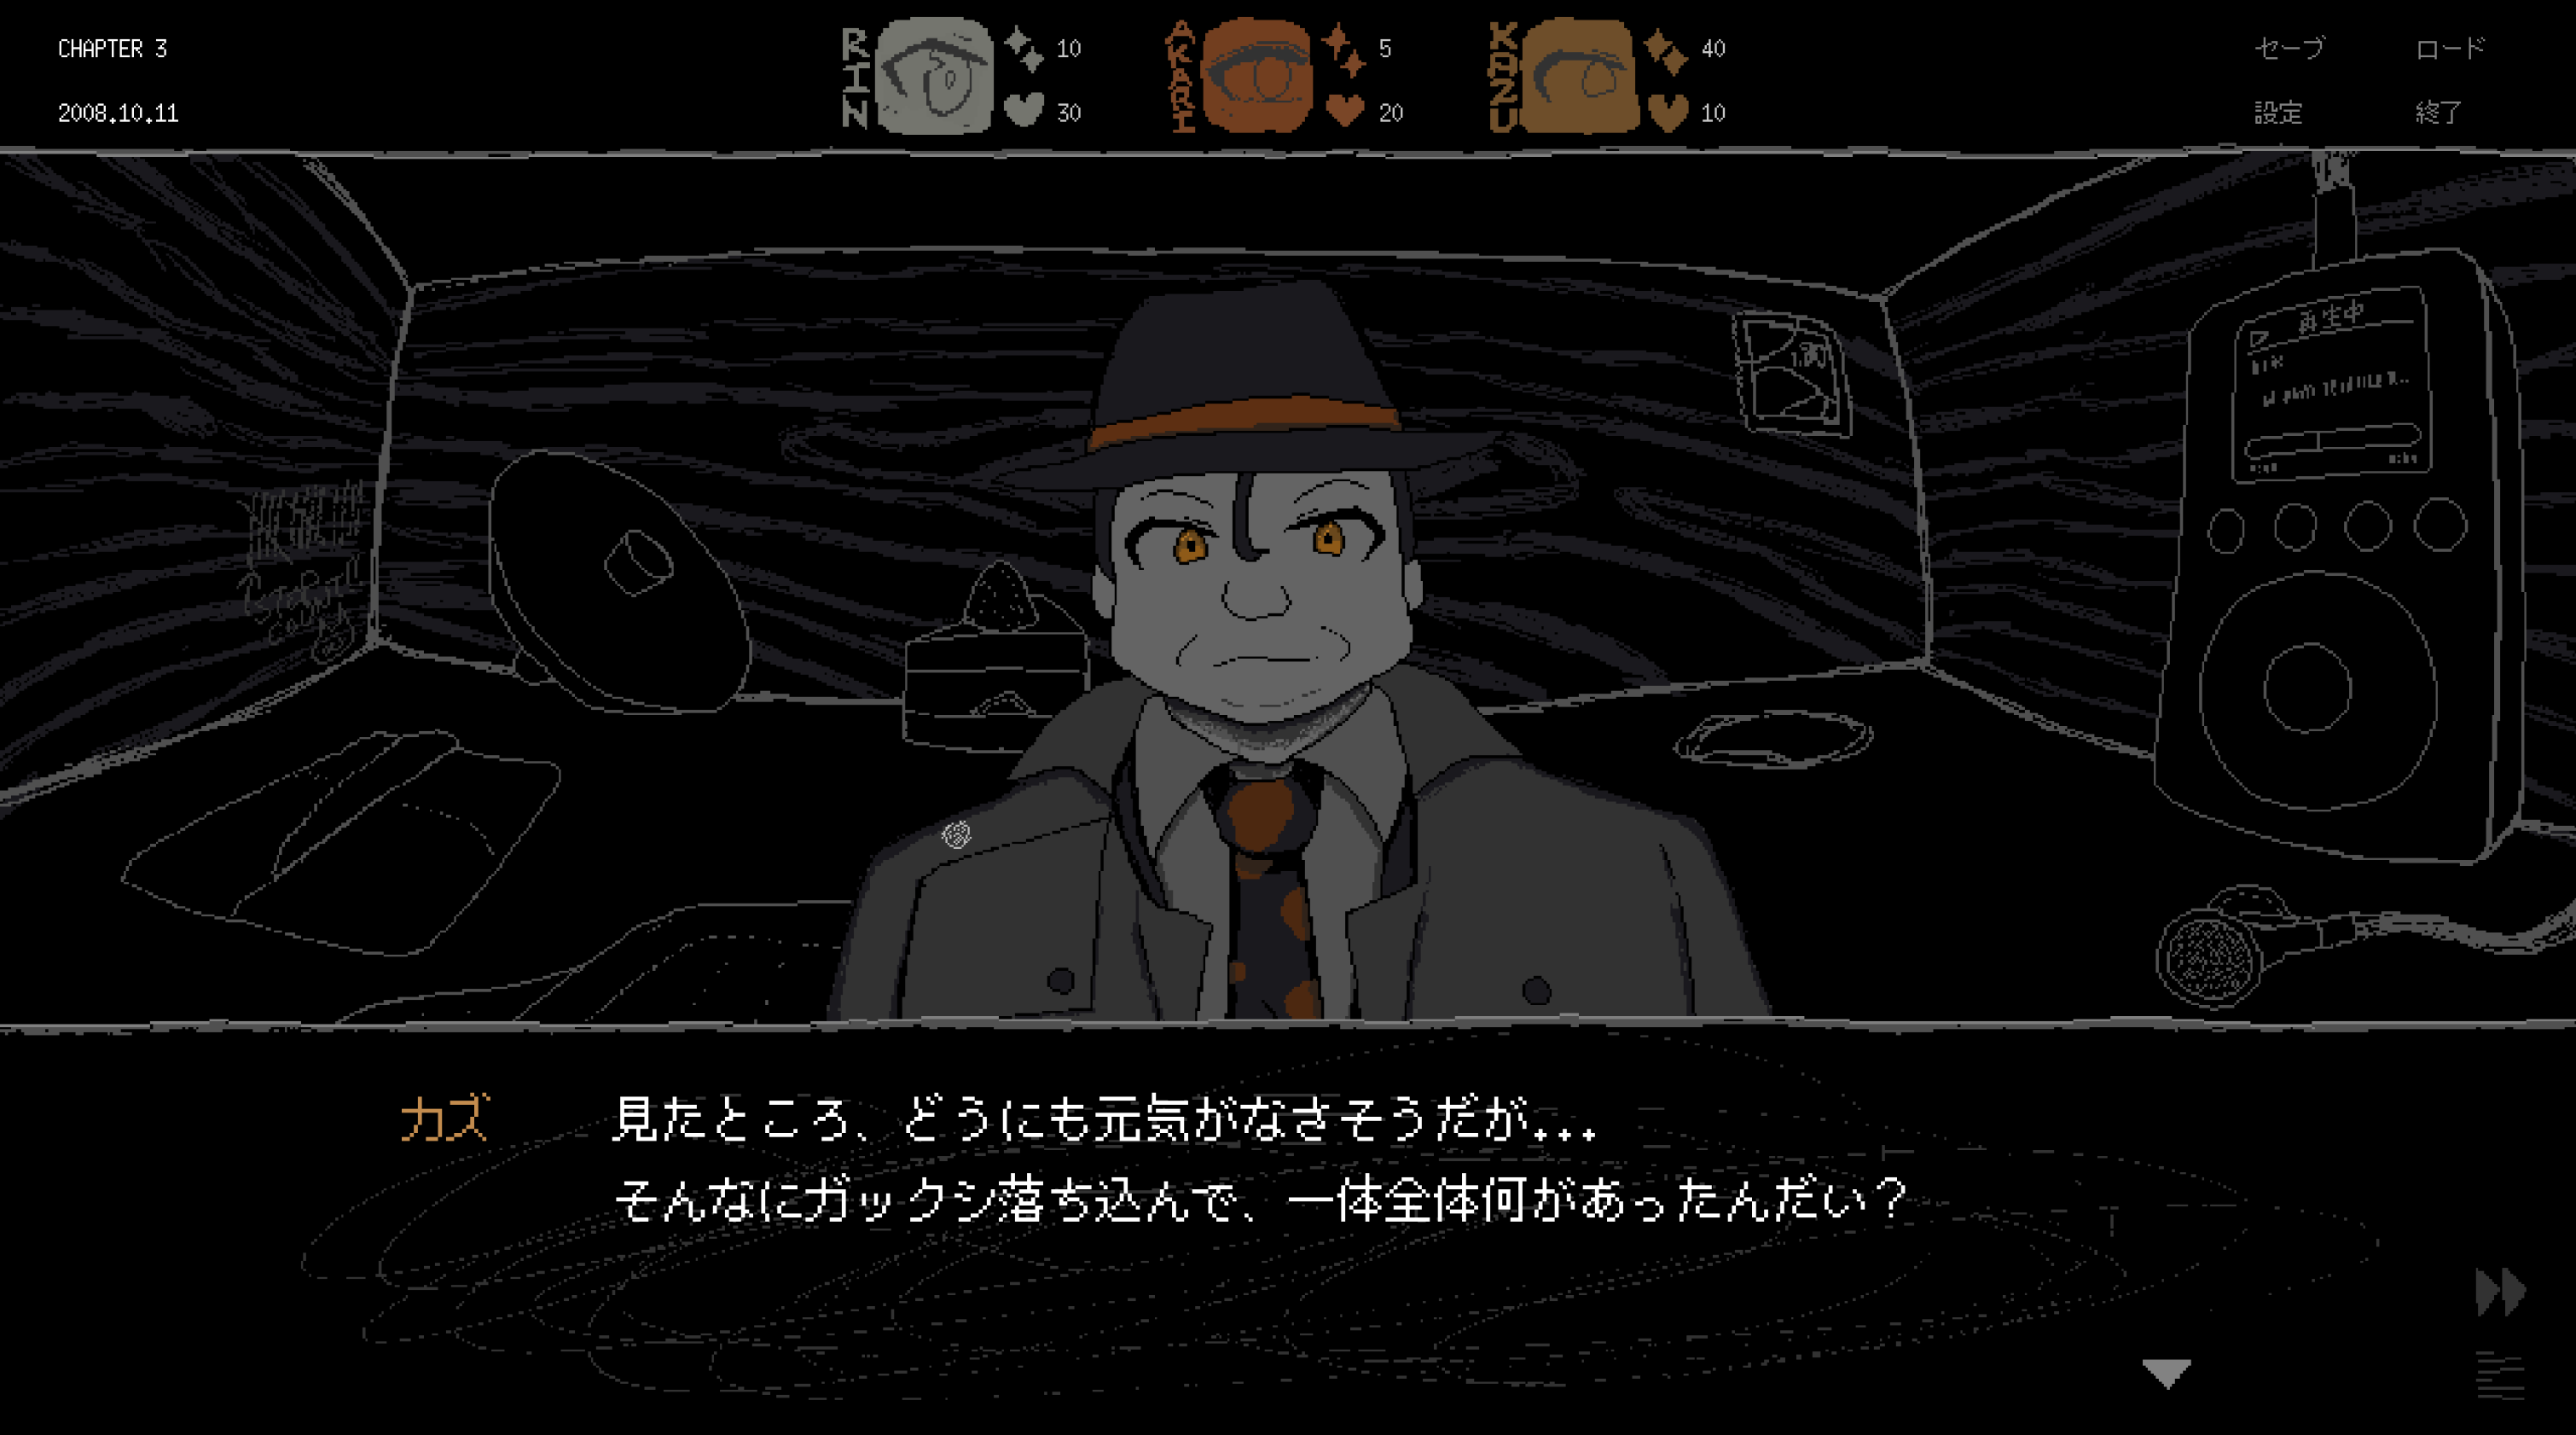 CHAPTER 3
2008.10.11
RIN
10
30
AKARI
5
20
KAZU
40
10
セーブ
ロード
設定
終了
再生中
カズ
見たところ、どうにも元気がなさそうだが...
そんなにガックシ落ち込んで、一体全体何があったんだい？